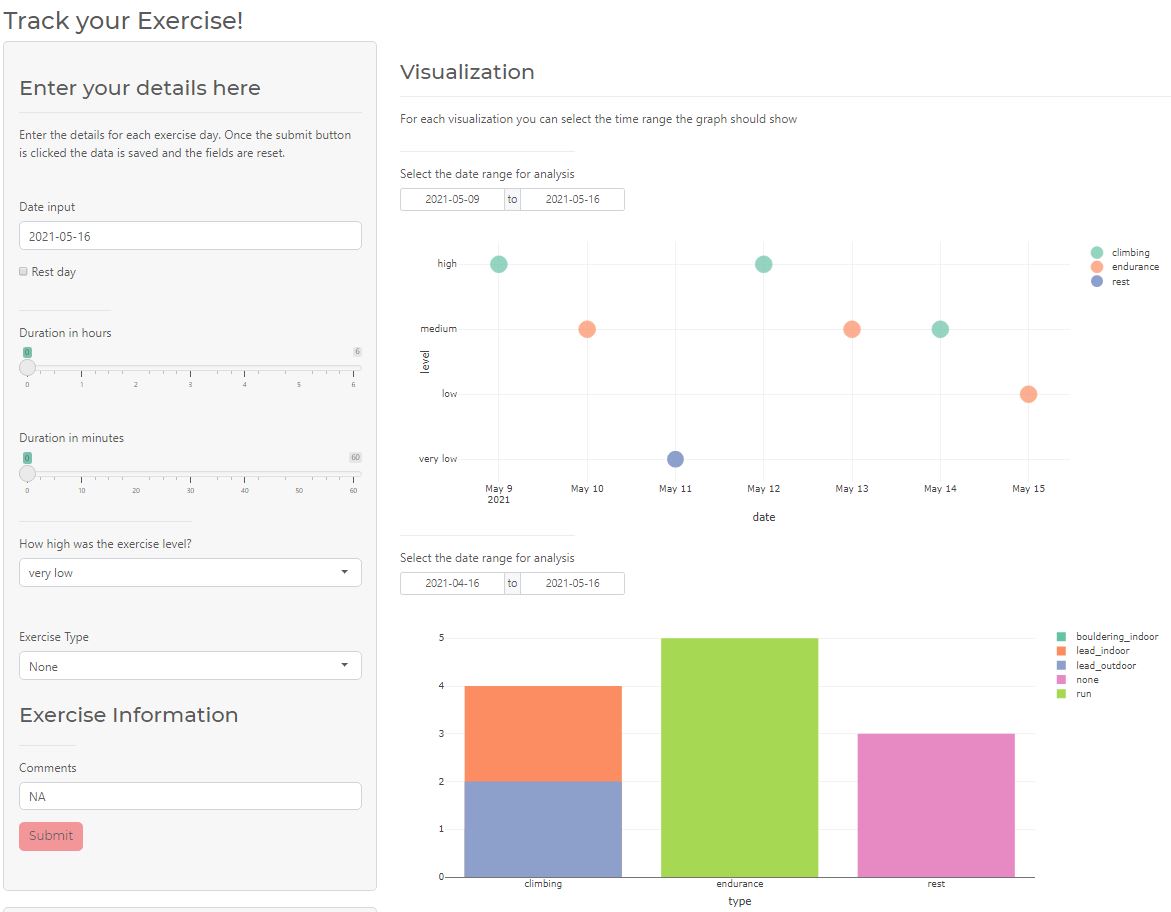 Track your Exercise!
Enter your details here
Enter the details for each exercise day. Once the submit button
is clicked the data is saved and the fields are reset.
Date input
2021-05-16
Rest day
Duration in hours
0 6
0 1 2 3 4 5 6
Duration in minutes
0 60
0 10 20 30 40 50 60
How high was the exercise level?
very low
Exercise Type
None
Exercise Information
Comments
NA
Submit
Visualization
For each visualization you can select the time range the graph should show
Select the date range for analysis
2021-05-09 to 2021-05-16
high
medium
low
very low
level
May 9 May 10 May 11 May 12 May 13 May 14 May 15
2021
date
climbing
endurance
rest
Select the date range for analysis
2021-04-16 to 2021-05-16
5
4
3
2
1
0
climbing endurance rest
type
bouldering_indoor
lead_indoor
lead_outdoor
none
run